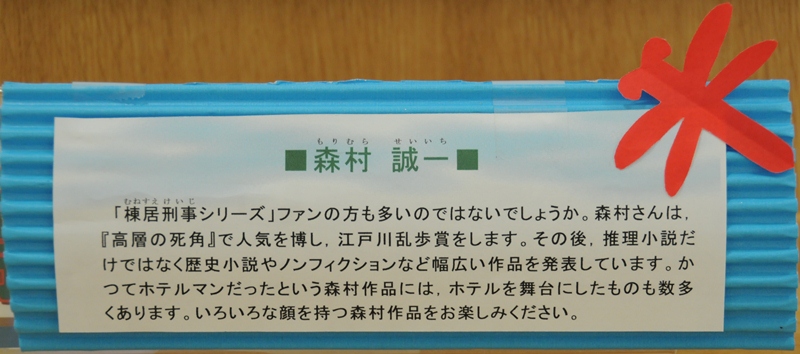 もりむら せいいち
■森村 誠一■
むねすえけいじ
「棟居刑事シリーズ」ファンの方も多いのではないでしょうか。森村さんは，
『高層の死角』で人気を博し，江戸川乱歩賞をします。その後，推理小説だ
けではなく歴史小説やノンフィクションなど幅広い作品を発表しています。か
つてホテルマンだったという森村作品には，ホテルを舞台にしたものも数多
くあります。いろいろな顔を持つ森村作品をお楽しみください。